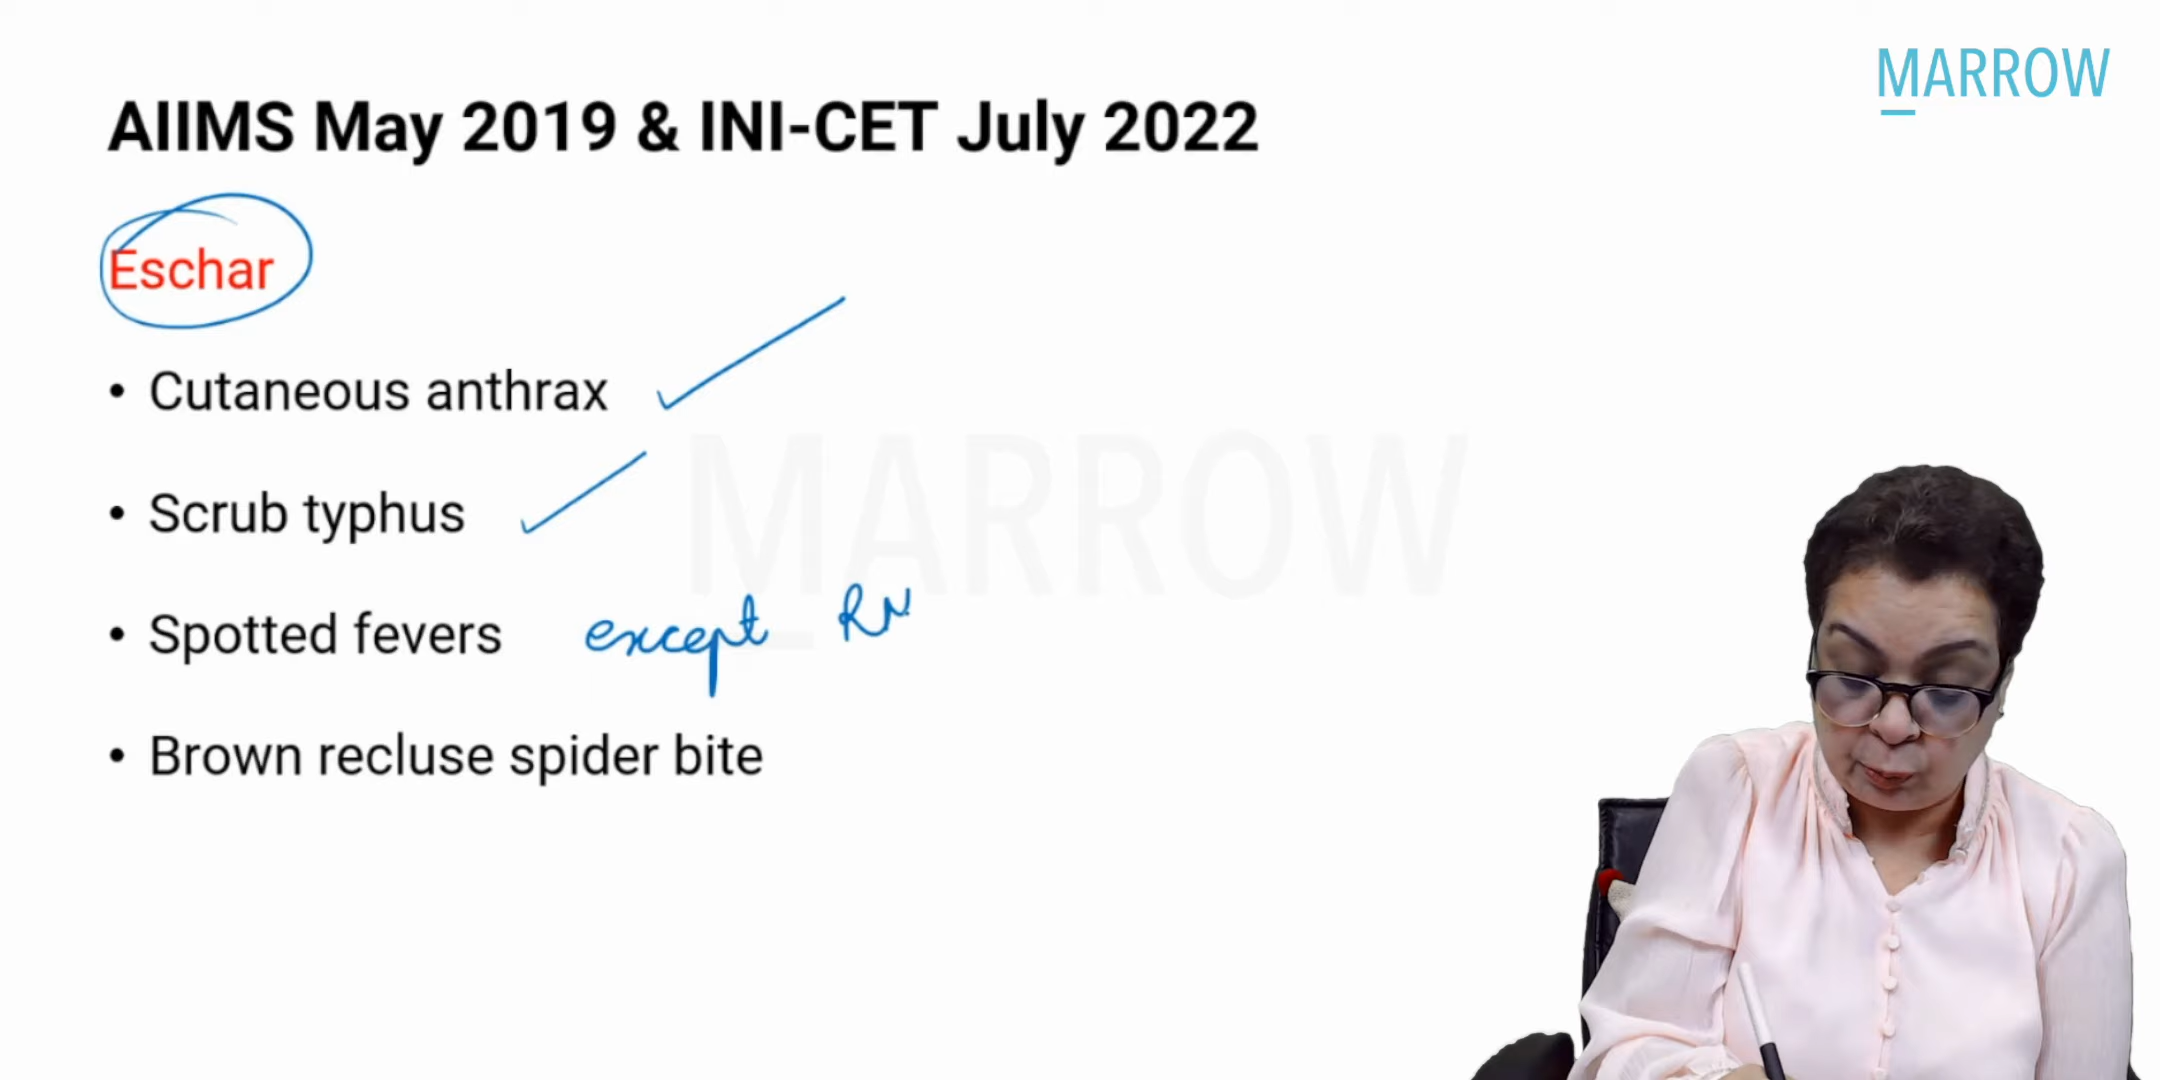 MARROW
AIIMS May 2019 & INI-CET July 2022
Eschar
• Cutaneous anthrax
• Scrub typhus
MARROW
• Spotted fevers except RM
• Brown recluse spider bite